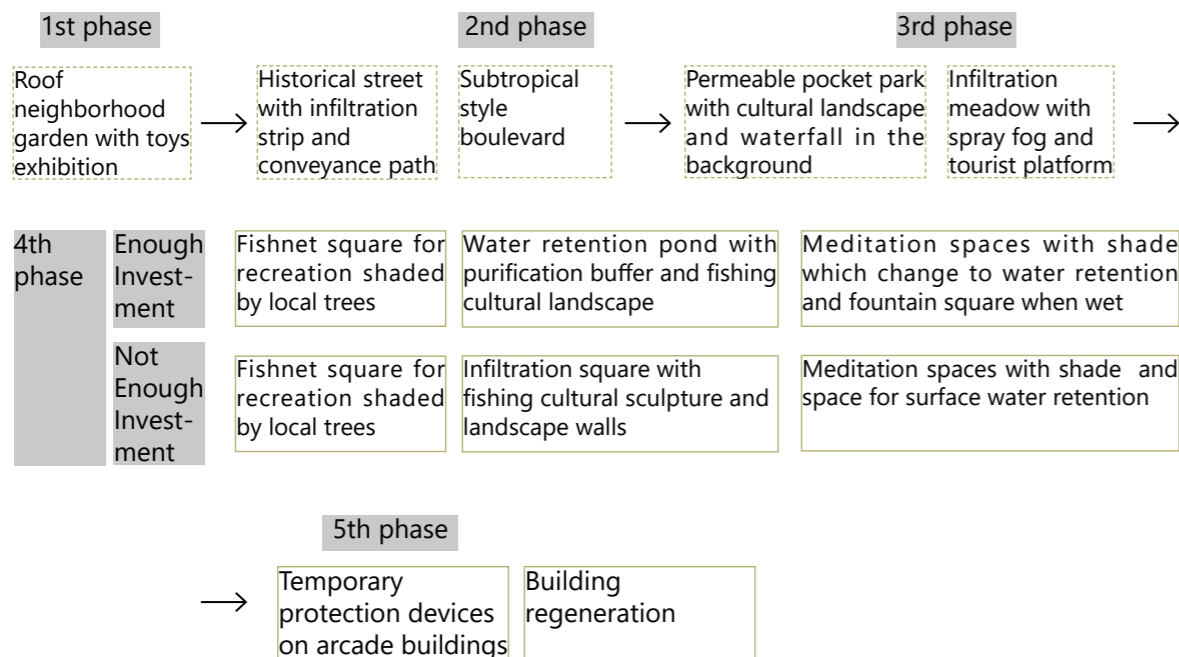 1st phase
2nd phase
3rd phase
Roof
neighborhood
garden with toys
exhibition
Historical street
with infiltration
strip and
conveyance path
Subtropical
style
boulevard
Permeable pocket park
with cultural landscape
and waterfall in the
background
Infiltration
meadow with
spray fog and
tourist platform
4th
phase
Enough
Invest-
ment
Fishnet square for
recreation shaded
by local trees
Water retention pond with
purification buffer and fishing
cultural landscape
Meditation spaces with shade
which change to water retention
and fountain square when wet
Not
Enough
Invest-
ment
Fishnet square for
recreation shaded
by local trees
Infiltration square with
fishing cultural sculpture and
landscape walls
Meditation spaces with shade and
space for surface water retention
5th phase
Temporary
protection devices
on arcade buildings
Building
regeneration